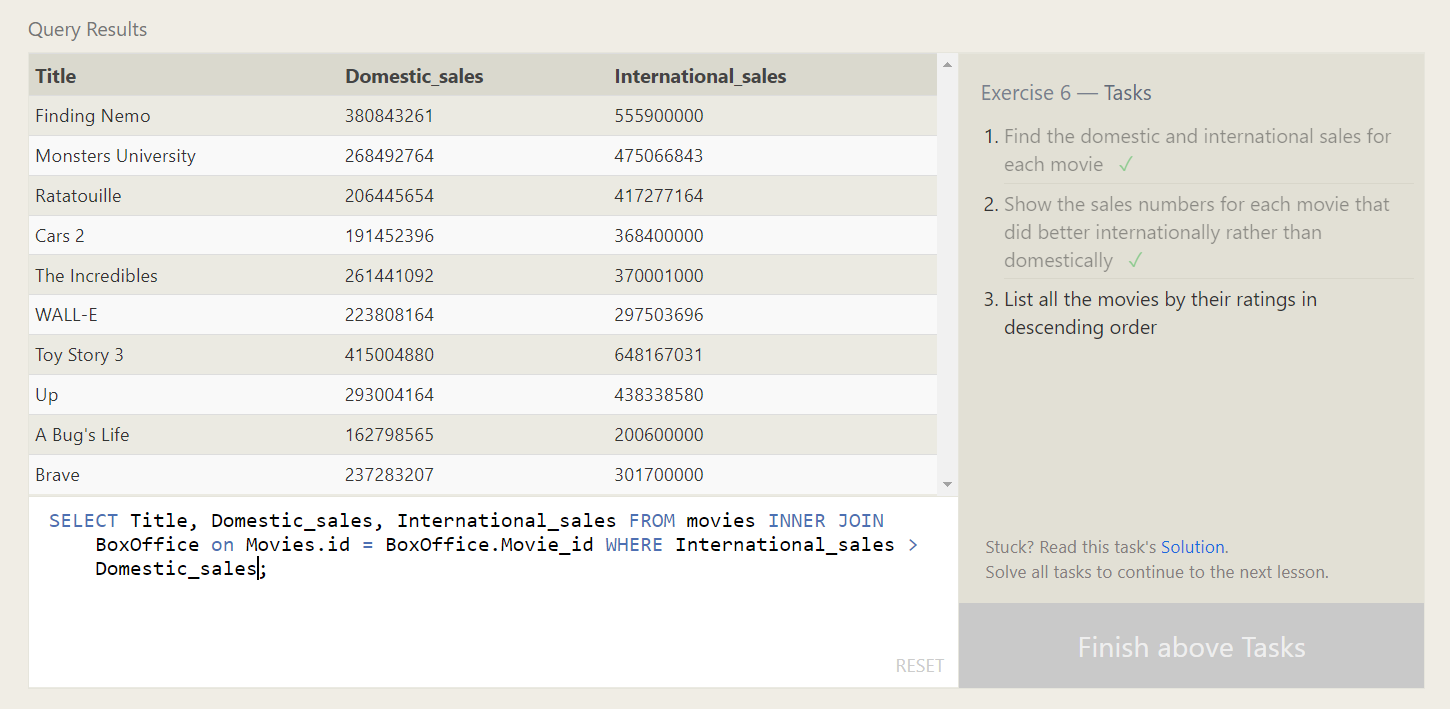 Query Results
Title Domestic_sales International_sales
Finding Nemo 380843261 555900000
Monsters University 268492764 475066843
Ratatouille 206445654 417277164
Cars 2 191452396 368400000
The Incredibles 261441092 370001000
WALL-E 223808164 297503696
Toy Story 3 415004880 648167031
Up 293004164 438338580
A Bug's Life 162798565 200600000
Brave 237283207 301700000
SELECT Title, Domestic_sales, International_sales FROM movies INNER JOIN
BoxOffice on Movies.id = BoxOffice.Movie_id WHERE International_sales >
Domestic_sales;
RESET
Exercise 6 — Tasks
1. Find the domestic and international sales for
each movie ✓
2. Show the sales numbers for each movie that
did better internationally rather than
domestically ✓
3. List all the movies by their ratings in
descending order
Stuck? Read this task's Solution.
Solve all tasks to continue to the next lesson.
Finish above Tasks